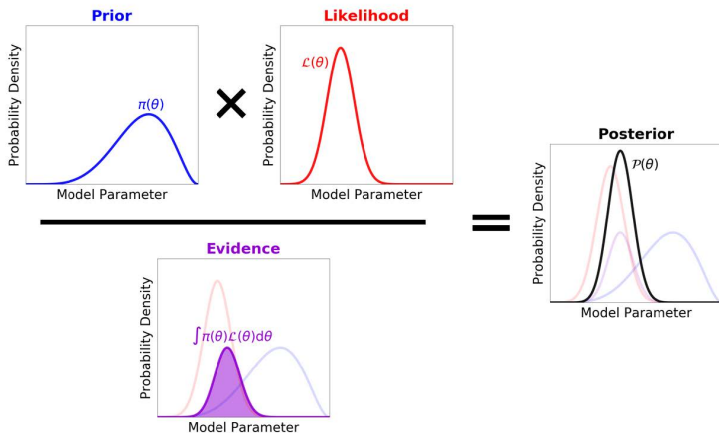 Prior
Probability Density
π(θ)
Model Parameter
×
Likelihood
Probability Density
ℒ(θ)
Model Parameter
=
Posterior
Probability Density
𝒫(θ)
Model Parameter
Evidence
Probability Density
∫π(θ)ℒ(θ)dθ
Model Parameter